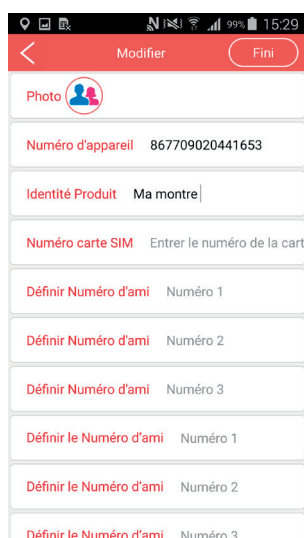 99% 15:29
Modifier Fini
Photo
Numéro d'appareil 867709020441653
Identité Produit Ma montre
Numéro carte SIM Entrer le numéro de la cart
Définir Numéro d'ami Numéro 1
Définir Numéro d'ami Numéro 2
Définir Numéro d'ami Numéro 3
Définir le Numéro d’ami Numéro 1
Définir le Numéro d’ami Numéro 2
Définir le Numéro d’ami Numéro 3